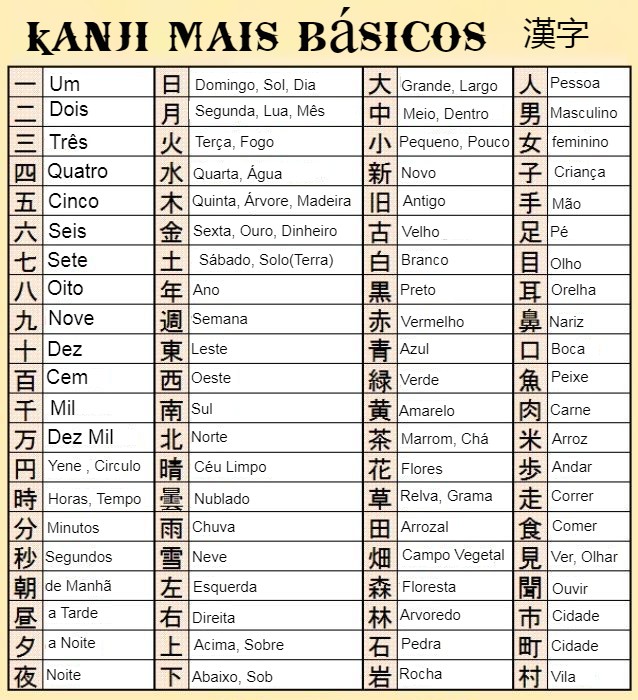 KANJI MAIS BáSICOS 漢字
一 Um 日 Domingo, Sol, Dia 大 Grande, Largo 人 Pessoa
二 Dois 月 Segunda, Lua, Mês 中 Meio, Dentro 男 Masculino
三 Três 火 Terça, Fogo 小 Pequeno, Pouco 女 feminino
四 Quatro 水 Quarta, Água 新 Novo 子 Criança
五 Cinco 木 Quinta, Árvore, Madeira 旧 Antigo 手 Mão
六 Seis 金 Sexta, Ouro, Dinheiro 古 Velho 足 Pé
七 Sete 土 Sábado, Solo(Terra) 白 Branco 目 Olho
八 Oito 年 Ano 黒 Preto 耳 Orelha
九 Nove 週 Semana 赤 Vermelho 鼻 Nariz
十 Dez 東 Leste 青 Azul 口 Boca
百 Cem 西 Oeste 緑 Verde 魚 Peixe
千 Mil 南 Sul 黄 Amarelo 肉 Carne
万 Dez Mil 北 Norte 茶 Marrom, Chá 米 Arroz
円 Yene , Circulo 晴 Céu Limpo 花 Flores 歩 Andar
時 Horas, Tempo 曇 Nublado 草 Relva, Grama 走 Correr
分 Minutos 雨 Chuva 田 Arrozal 食 Comer
秒 Segundos 雪 Neve 畑 Campo Vegetal 見 Ver, Olhar
朝 de Manhã 左 Esquerda 森 Floresta 聞 Ouvir
昼 a Tarde 右 Direita 林 Arvoredo 市 Cidade
夕 a Noite 上 Acima, Sobre 石 Pedra 町 Cidade
夜 Noite 下 Abaixo, Sob 岩 Rocha 村 Vila